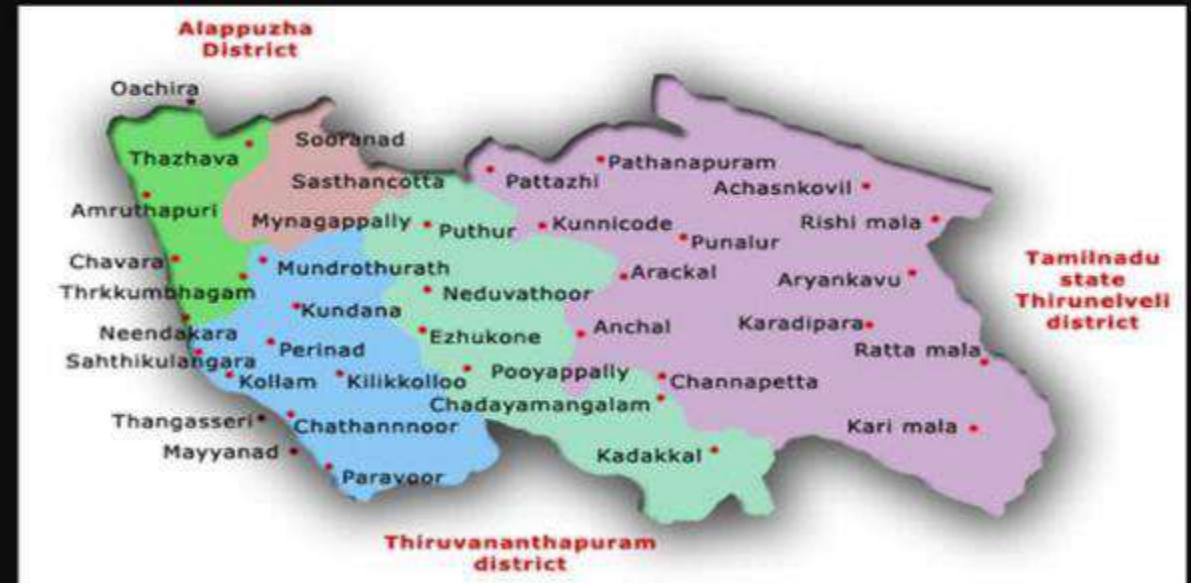 Alappuzha
District
Oachira
Sooranad
Thazhava
Pathanapuram
Sasthancotta
Pattazhi
Achasnkovil
Amruthapuri
Mynagappally
Puthur
Kunnicode
Rishi mala
Punalur
Chavara
Mundrothurath
Arackal
Aryankavu
Tamilnadu
state
Thirunelveli
district
Thrkkumbhagam
Neduvathoor
Kundana
Neendakara
Ezhukone
Anchal
Karadipara
Perinad
Ratta mala
Sahthikulangara
Kollam
Kilikkolloo
Pooyappally
Channapetta
Chadayamangalam
Thangasseri
Chathannnoor
Kari mala
Mayyanad
Kadakkal
Paravoor
Thiruvananthapuram
district